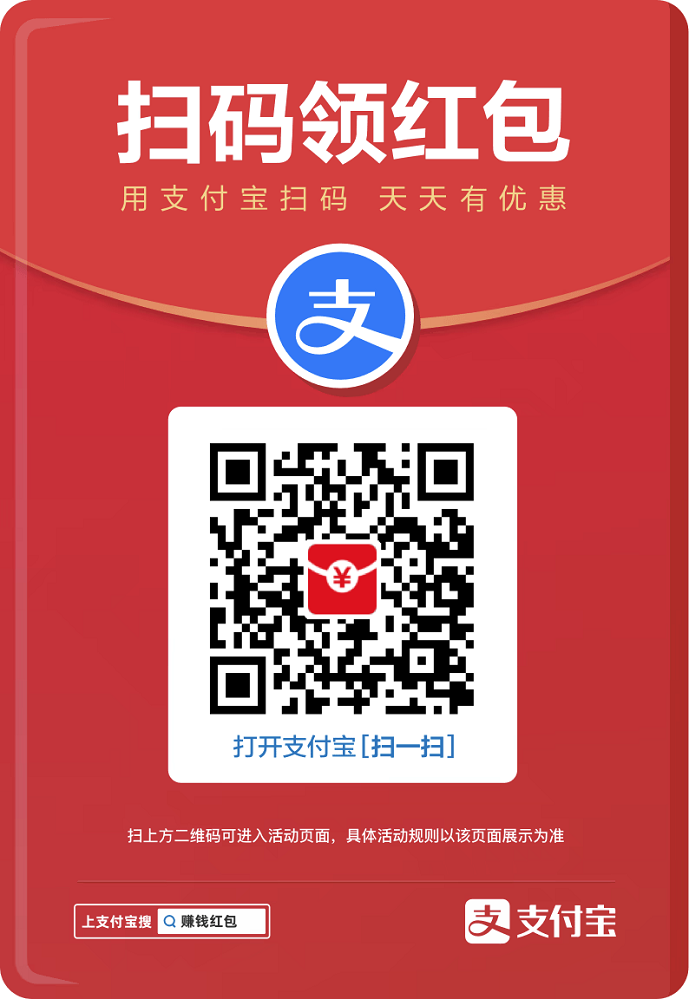 扫码领红包
用支付宝扫码 天天有优惠
支
¥
打开支付宝[扫一扫]
扫上方二维码可进入活动页面，具体活动规则以该页面展示为准
上支付宝搜 赚钱红包
支 支付宝